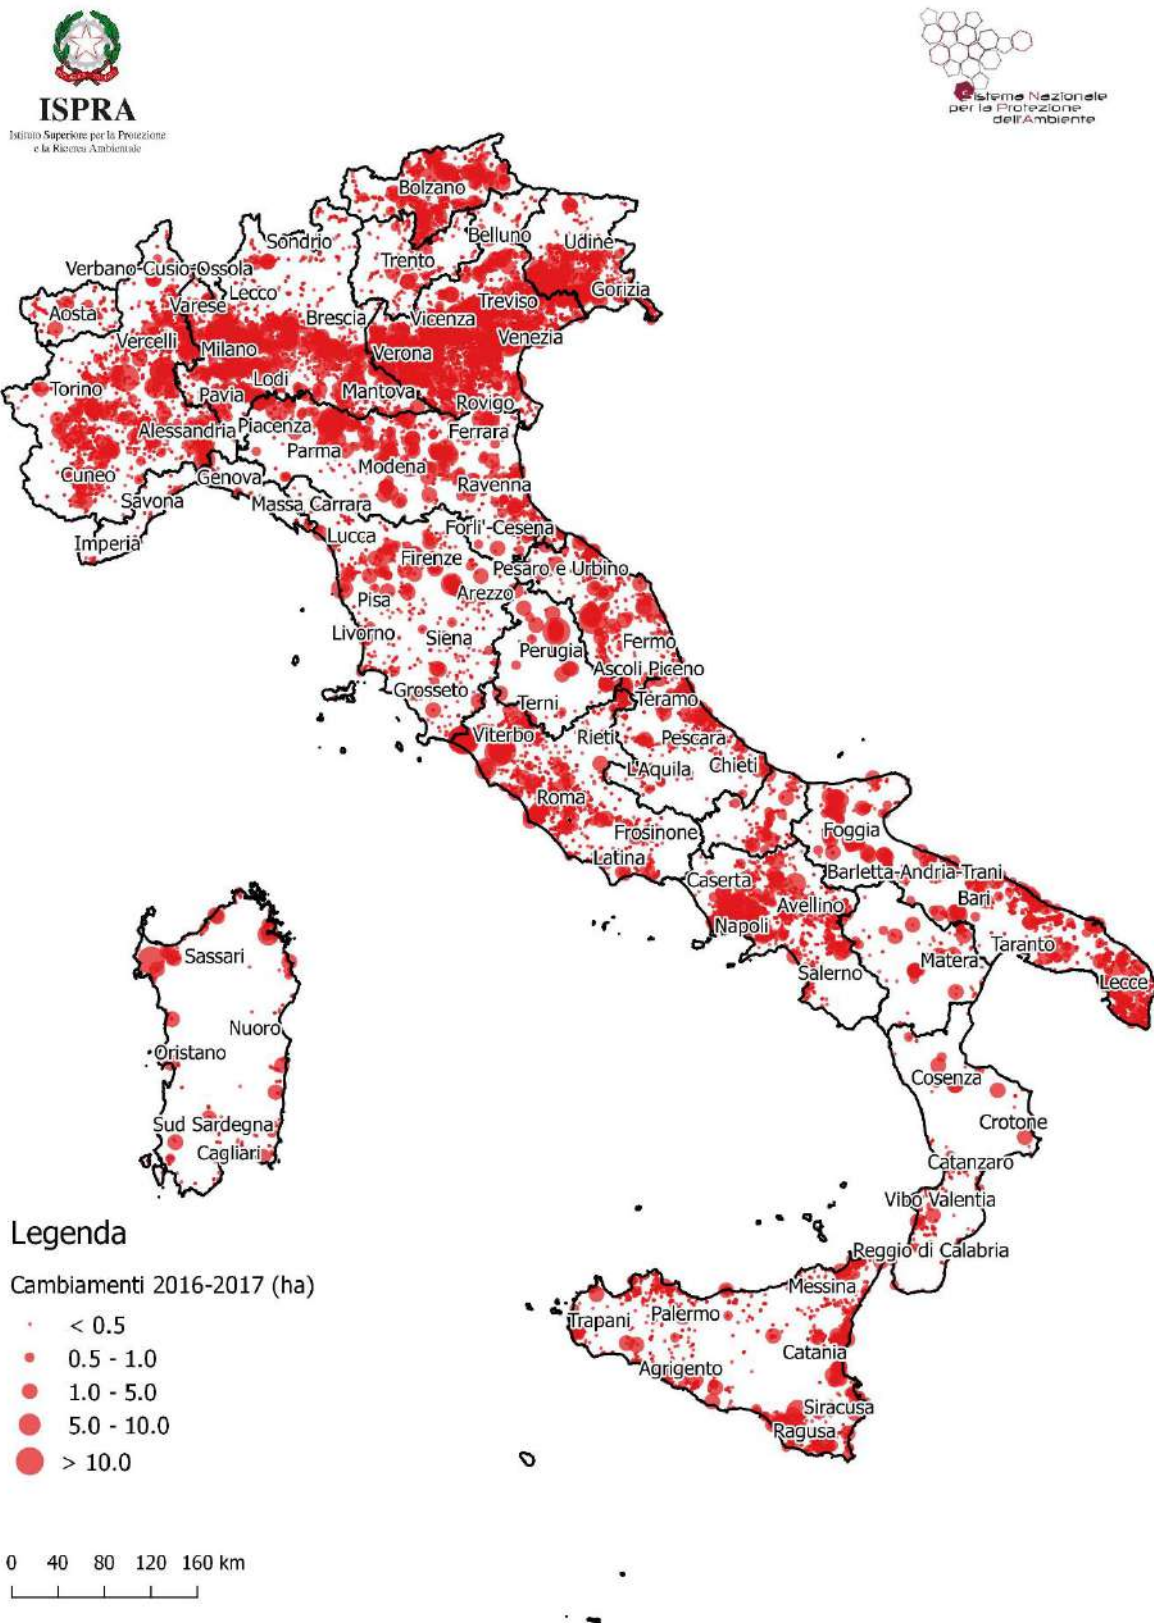 ISPRA
Istituto Superiore per la Protezione
e la Ricerca Ambientale
Sistema Nazionale
per la Protezione
dell'Ambiente
Bolzano
Sondrio
Belluno
Udine
Verbano-Cusio-Ossola
Trento
Lecco
Gorizia
Aosta
Varese
Treviso
Brescia
Vicenza
Vercelli
Milano
Verona
Venezia
Torino
Lodi
Pavia
Mantova
Rovigo
Alessandria
Piacenza
Ferrara
Parma
Modena
Cuneo
Genova
Ravenna
Savona
Massa Carrara
Imperia
Lucca
Forli'-Cesena
Firenze
Pesaro e Urbino
Pisa
Arezzo
Livorno
Siena
Perugia
Fermo
Ascoli Piceno
Grosseto
Terni
Teramo
Viterbo
Rieti
Pescara
L'Aquila
Chieti
Roma
Frosinone
Foggia
Latina
Caserta
Barletta-Andria-Trani
Avellino
Bari
Napoli
Taranto
Sassari
Salerno
Matera
Lecce
Nuoro
Oristano
Cosenza
Sud Sardegna
Crotone
Cagliari
Catanzaro
Vibo Valentia
Reggio di Calabria
Messina
Trapani
Palermo
Catania
Agrigento
Siracusa
Ragusa
Legenda
Cambiamenti 2016-2017 (ha)
< 0.5
0.5 - 1.0
1.0 - 5.0
5.0 - 10.0
> 10.0
0 40 80 120 160 km